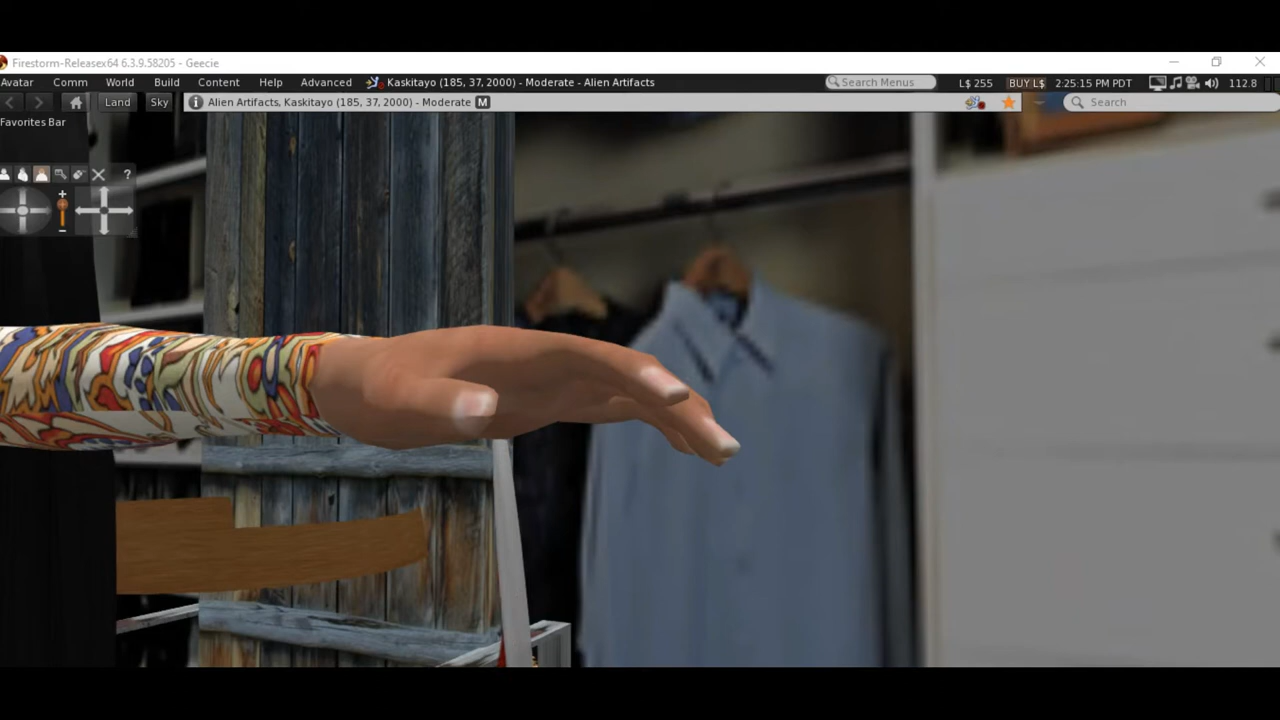 Firestorm-Releasex64 6.3.9.58205 - Geecie
Avatar Comm World Build Content Help Advanced Kaskitayo (185, 37, 2000) - Moderate - Alien Artifacts Search Menus L$ 255 BUY L$ 2:25:15 PM PDT 112.8
Land Sky Alien Artifacts, Kaskitayo (185, 37, 2000) - Moderate M Search
Favorites Bar
?